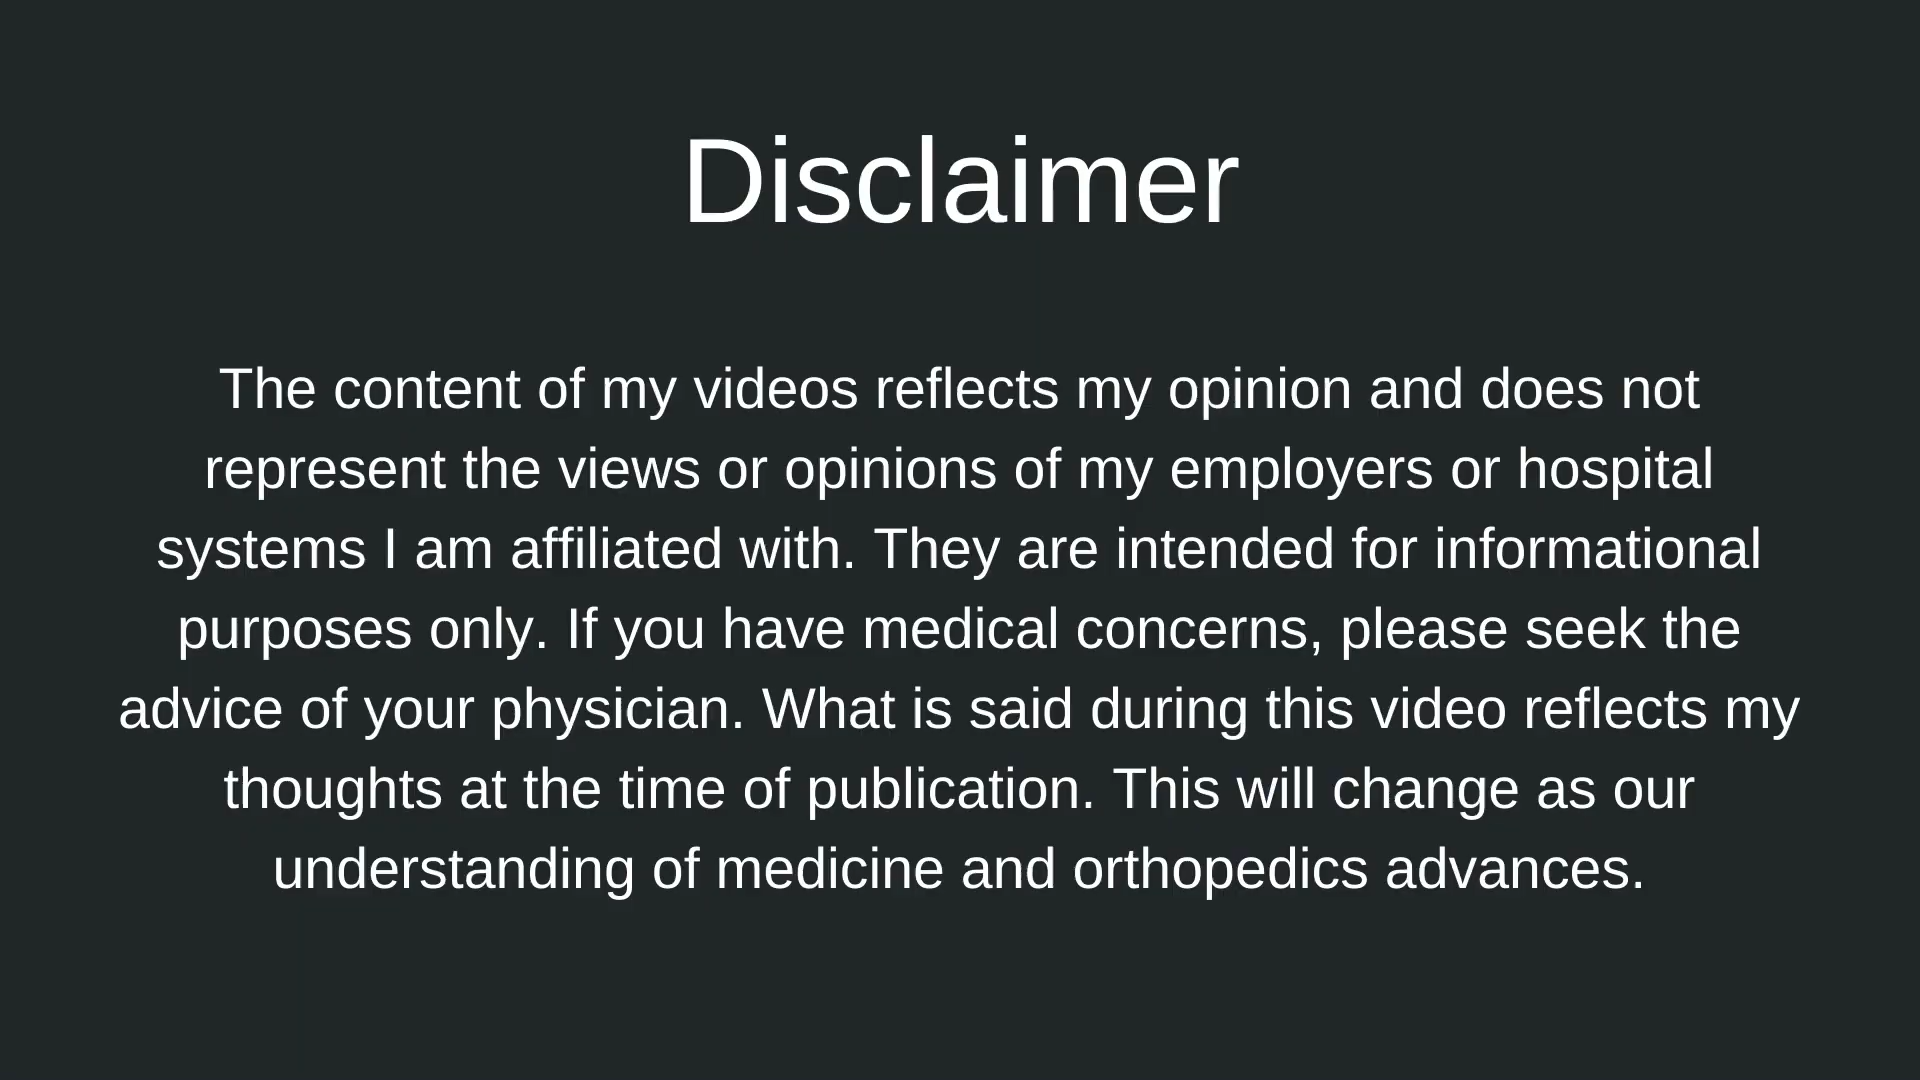 Disclaimer
The content of my videos reflects my opinion and does not
represent the views or opinions of my employers or hospital
systems I am affiliated with. They are intended for informational
purposes only. If you have medical concerns, please seek the
advice of your physician. What is said during this video reflects my
thoughts at the time of publication. This will change as our
understanding of medicine and orthopedics advances.